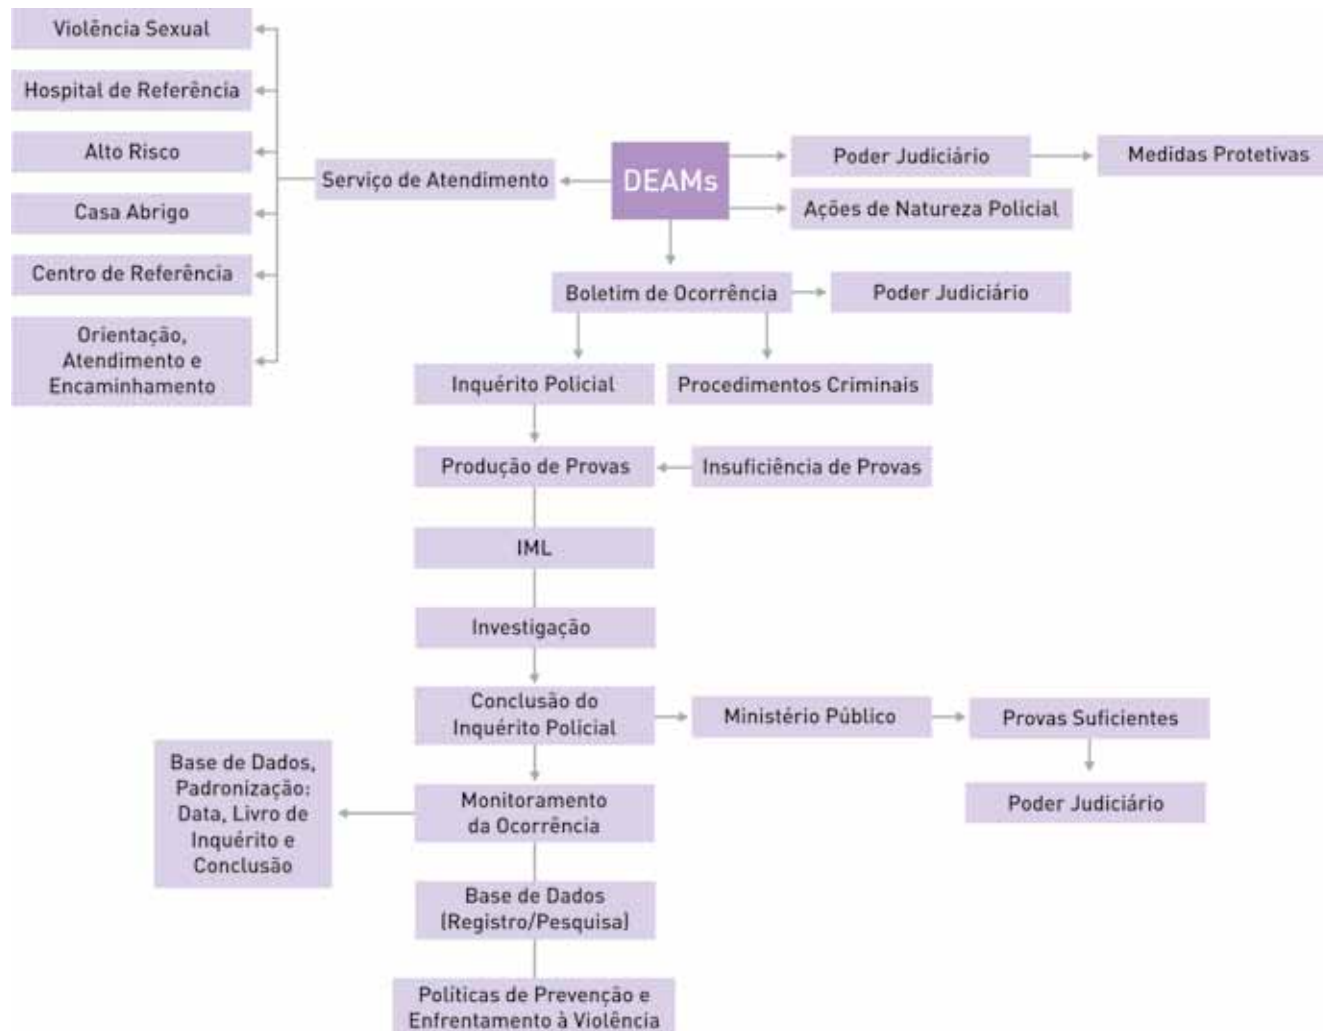 Violência Sexual
Hospital de Referência
Alto Risco
Casa Abrigo
Centro de Referência
Orientação,
Atendimento e
Encaminhamento
Serviço de Atendimento
DEAMs
Poder Judiciário
Medidas Protetivas
Ações de Natureza Policial
Boletim de Ocorrência
Poder Judiciário
Inquérito Policial
Procedimentos Criminais
Produção de Provas
Insuficiência de Provas
IML
Investigação
Conclusão do
Inquérito Policial
Ministério Público
Provas Suficientes
Poder Judiciário
Monitoramento
da Ocorrência
Base de Dados,
Padronização:
Data, Livro de
Inquérito e
Conclusão
Base de Dados
(Registro/Pesquisa)
Políticas de Prevenção e
Enfrentamento à Violência